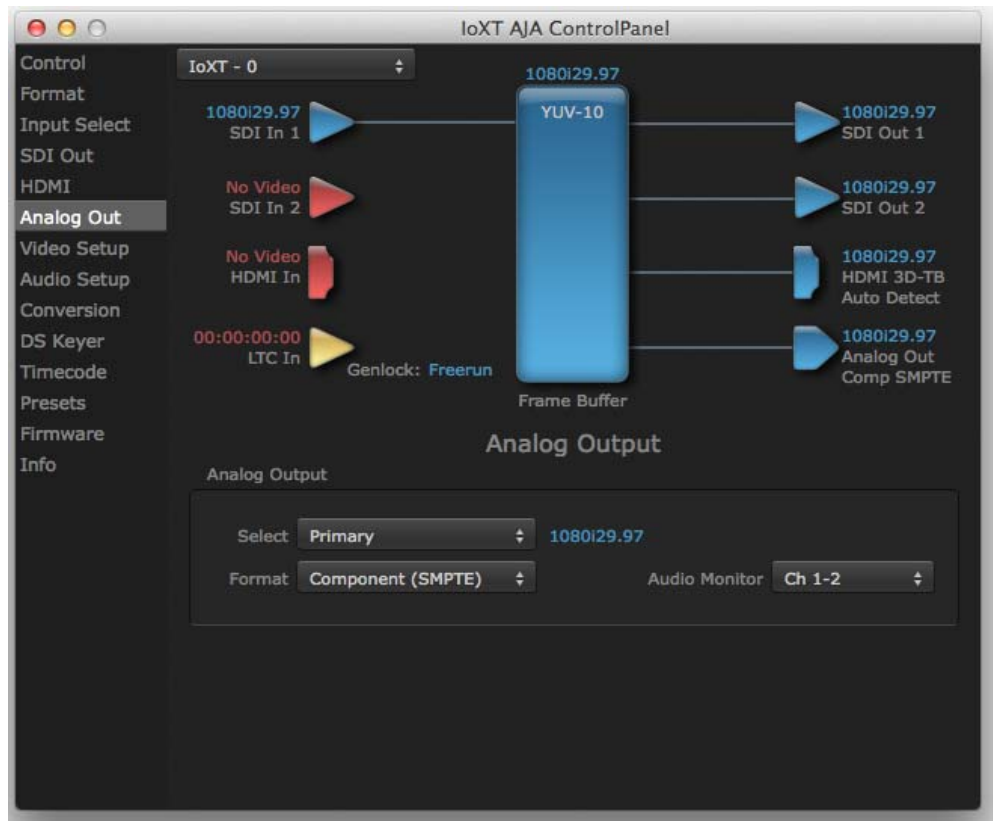 IoXT AJA ControlPanel
Control
Format
Input Select
SDI Out
HDMI
Analog Out
Video Setup
Audio Setup
Conversion
DS Keyer
Timecode
Presets
Firmware
Info
IoXT - 0
1080i29.97
SDI In 1
No Video
SDI In 2
No Video
HDMI In
00:00:00:00
LTC In
Genlock: Freerun
1080i29.97
YUV-10
Frame Buffer
1080i29.97
SDI Out 1
1080i29.97
SDI Out 2
1080i29.97
HDMI 3D-TB
Auto Detect
1080i29.97
Analog Out
Comp SMPTE
Analog Output
Analog Output
Select Primary 1080i29.97
Format Component (SMPTE) Audio Monitor Ch 1-2